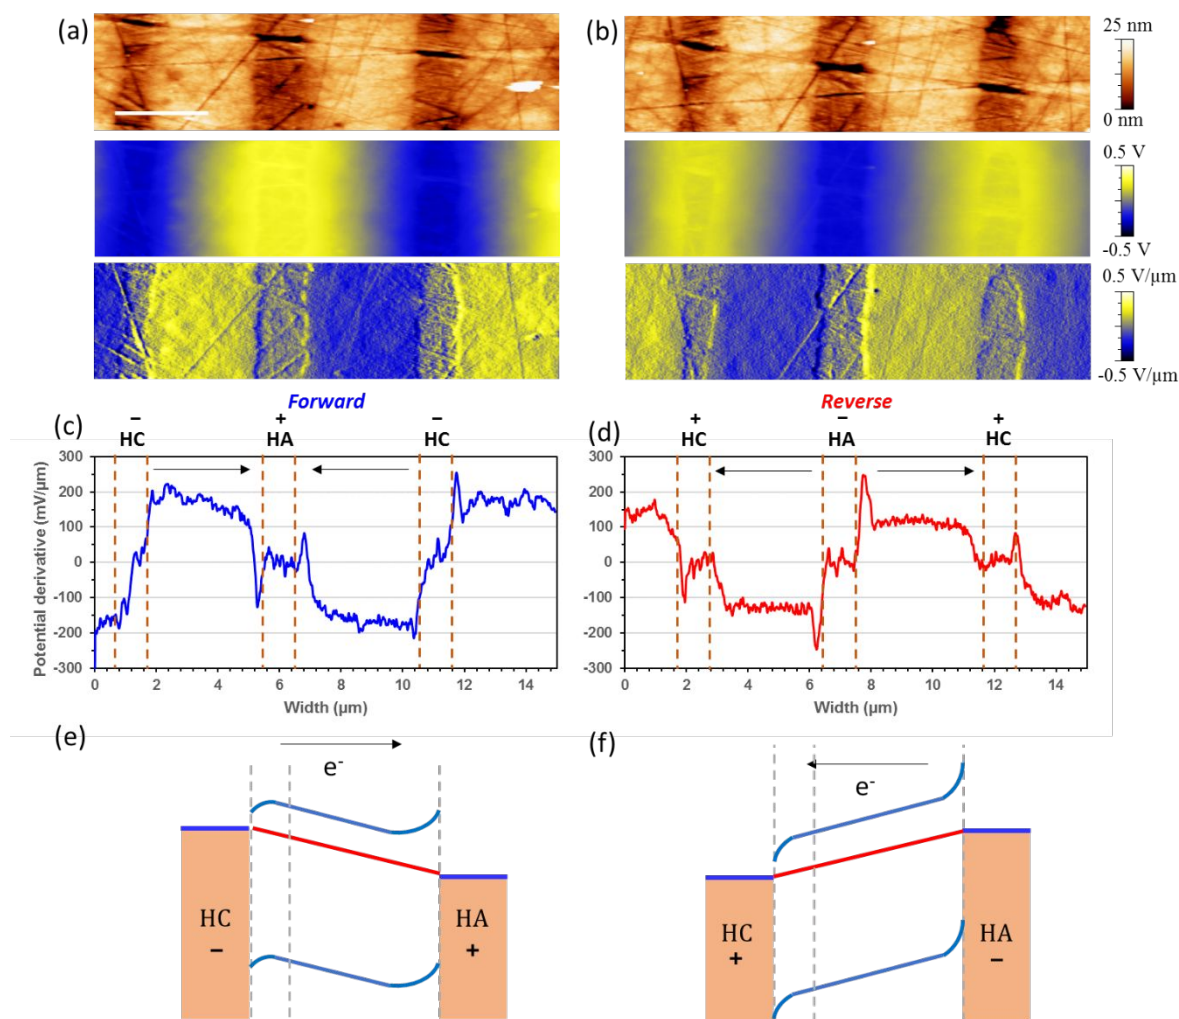 (a)
(b)
25 nm
0 nm
0.5 V
-0.5 V
0.5 V/µm
-0.5 V/µm
Forward
Reverse
− + −
HC HA HC
+ − +
HC HA HC
(c)
300
200
100
0
-100
-200
-300
Potential derivative (mV/µm)
0 2 4 6 8 10 12 14
Width (µm)
(d)
300
200
100
0
-100
-200
-300
0 2 4 6 8 10 12 14
Width (µm)
(e)
e-
HC
−
HA
+
(f)
e-
HC
+
HA
−